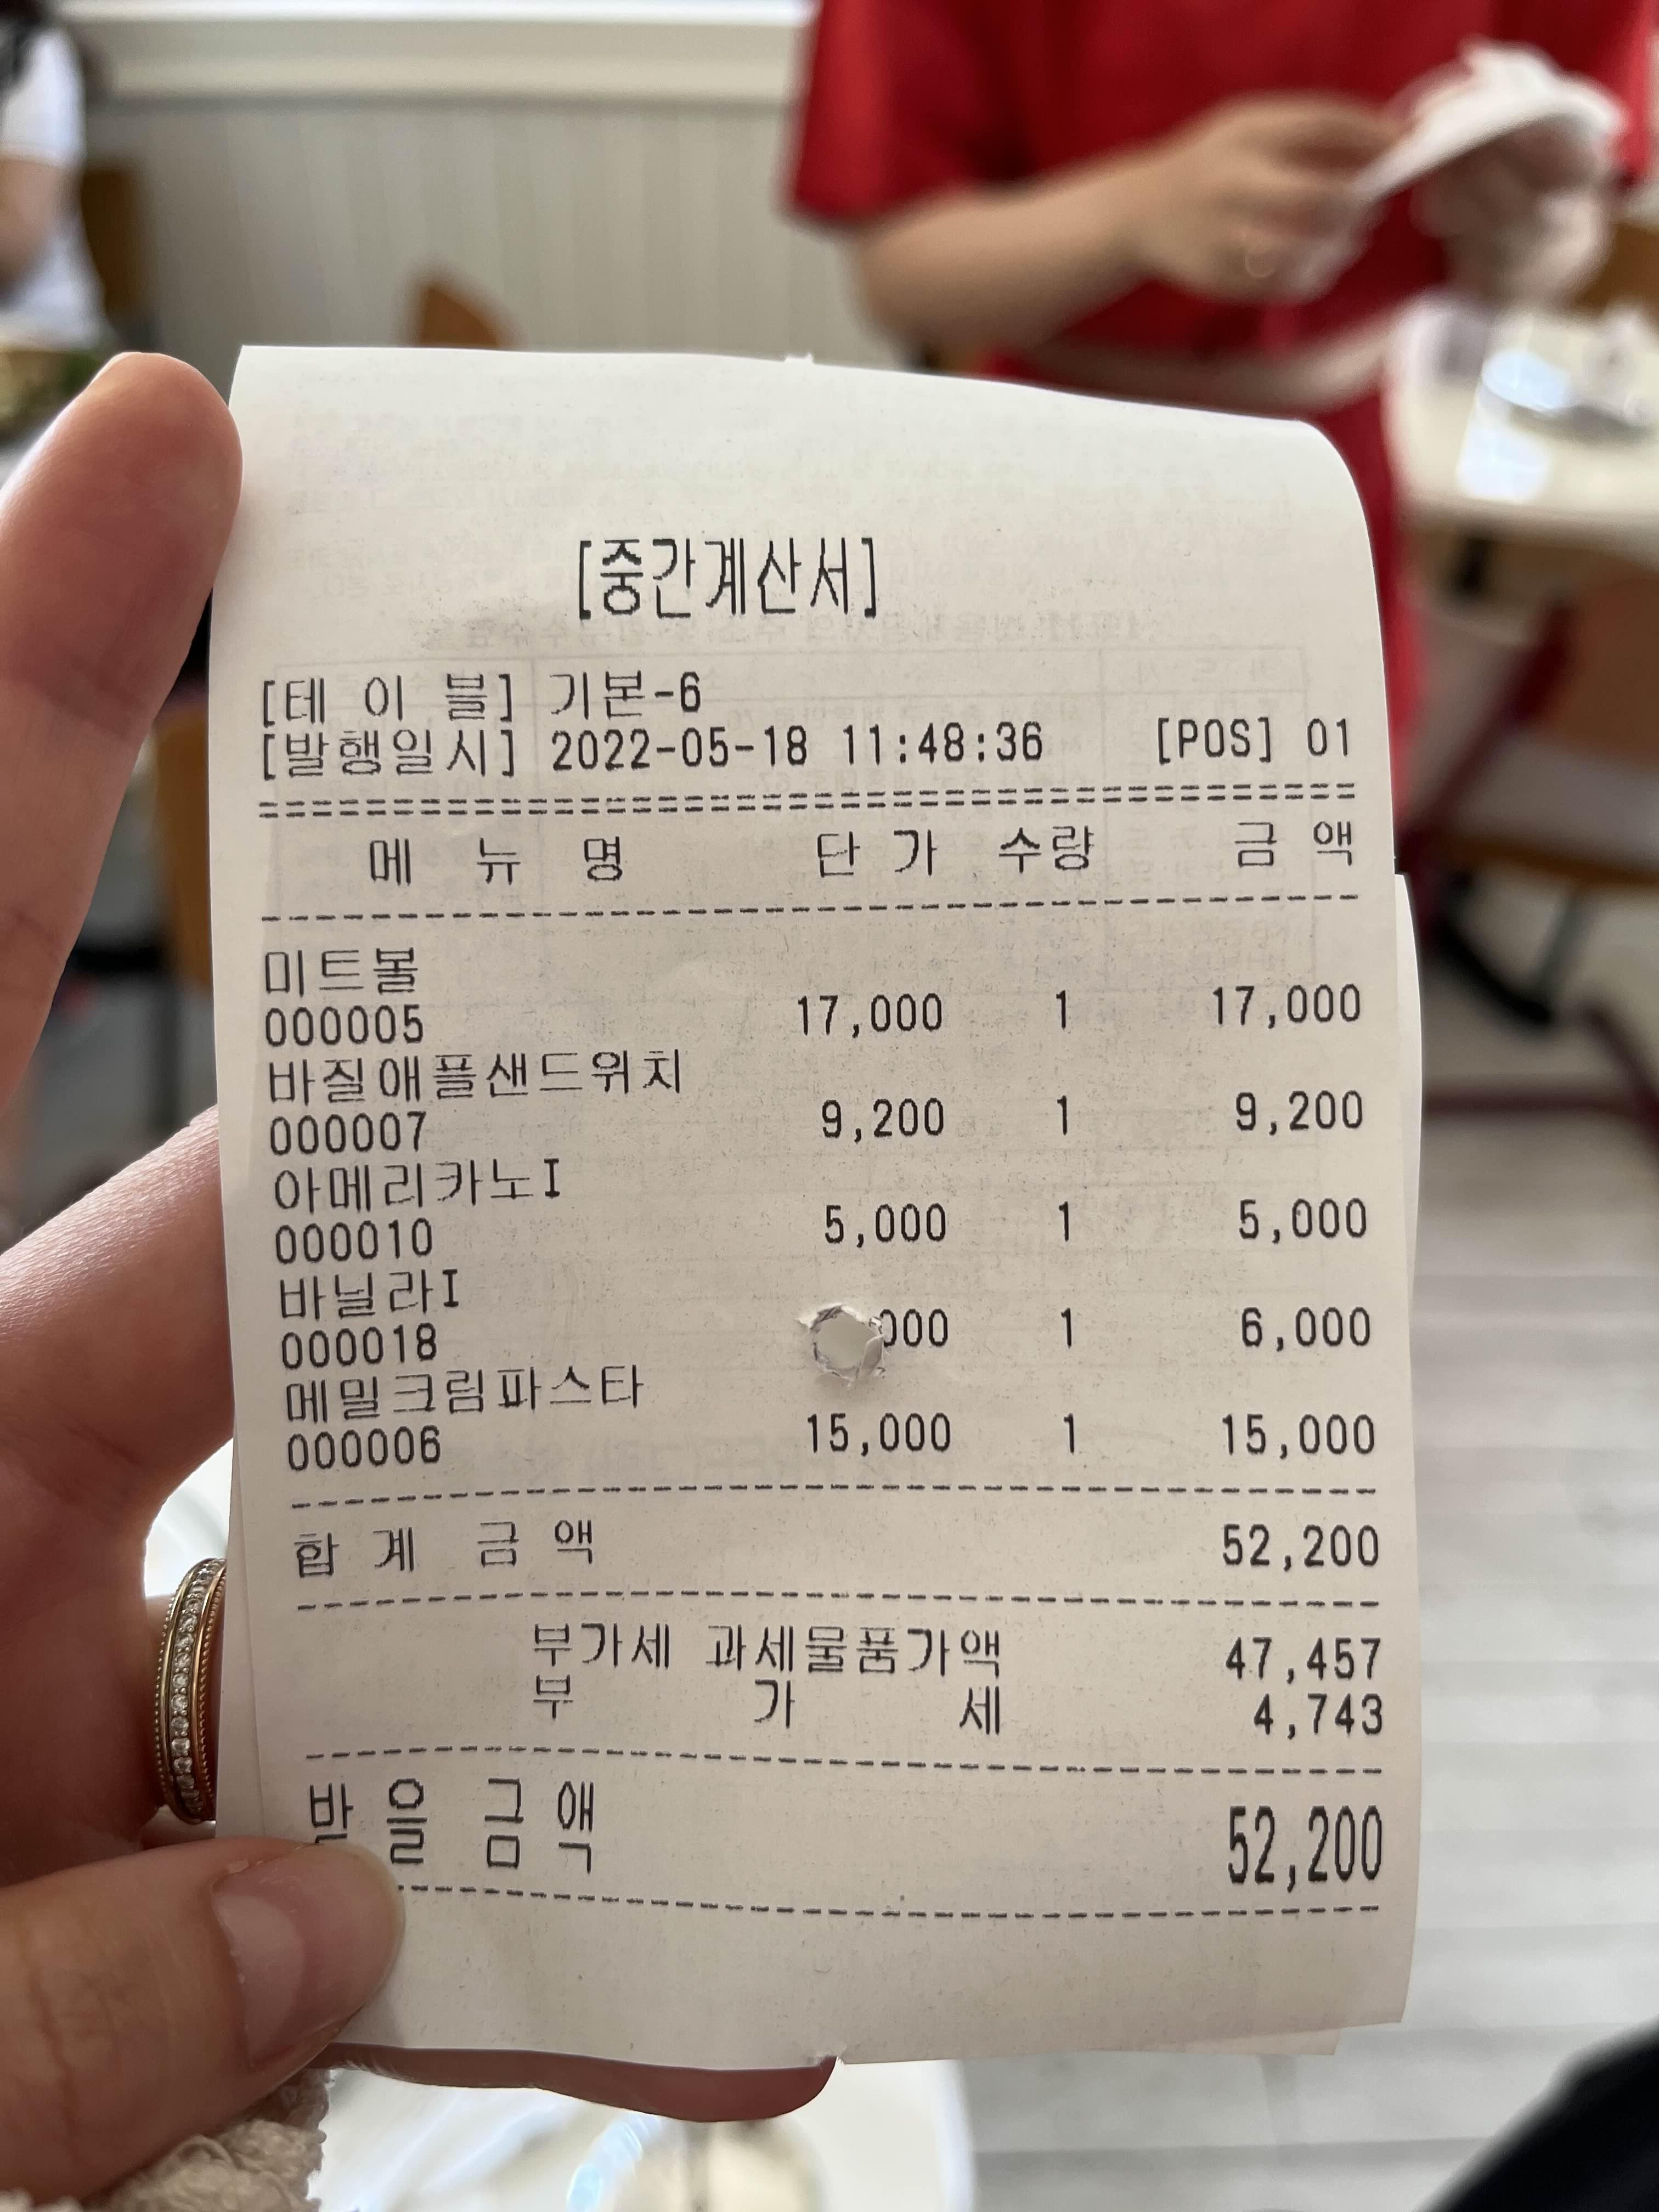 [중간계산서]
[테 이 블] 기본-6
[발행일시] 2022-05-18 11:48:36 [POS] 01
메 뉴 명 단 가 수량 금 액
미트볼
000005 17,000 1 17,000
바질애플샌드위치
000007 9,200 1 9,200
아메리카노I
000010 5,000 1 5,000
바닐라I
000018 000 1 6,000
메밀크림파스타
000006 15,000 1 15,000
합 계 금 액 52,200
부가세 과세물품가액 47,457
부 가 세 4,743
받 을 금 액 52,200